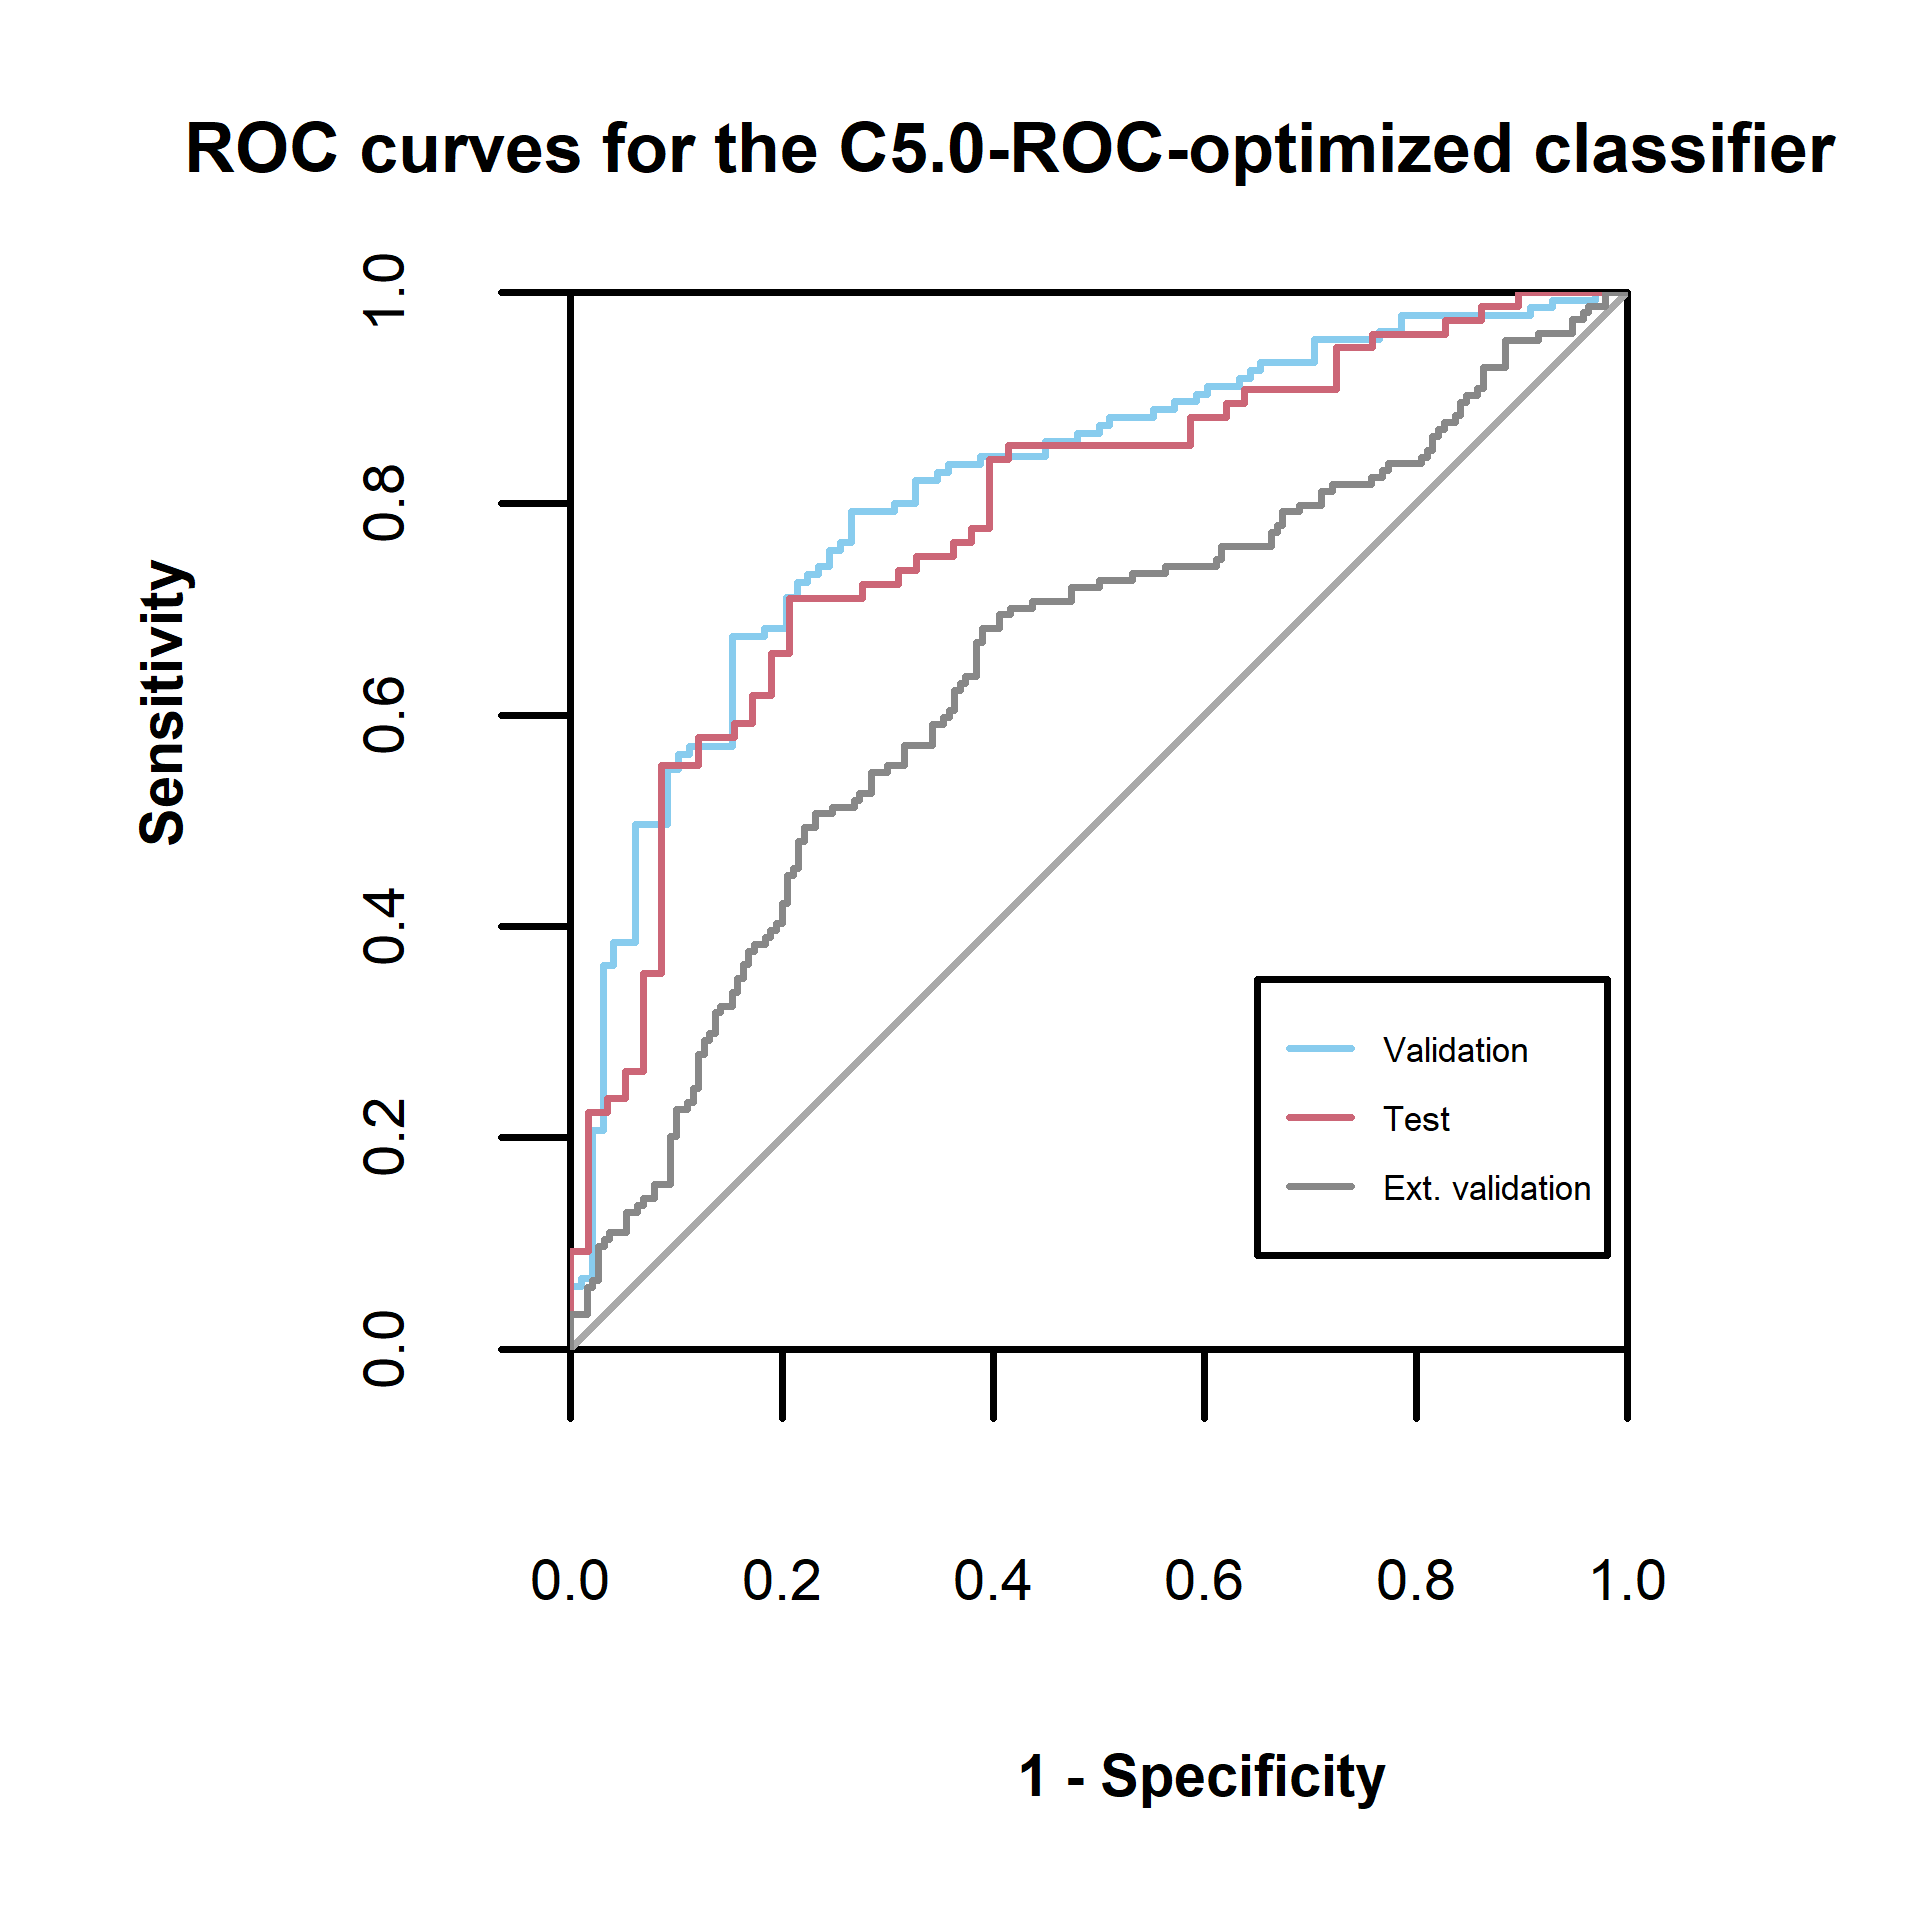 ROC curves for the C5.0-ROC-optimized classifier
Sensitivity
1.0
0.8
0.6
0.4
0.2
0.0
Validation
Test
Ext. validation
0.0 0.2 0.4 0.6 0.8 1.0
1 - Specificity